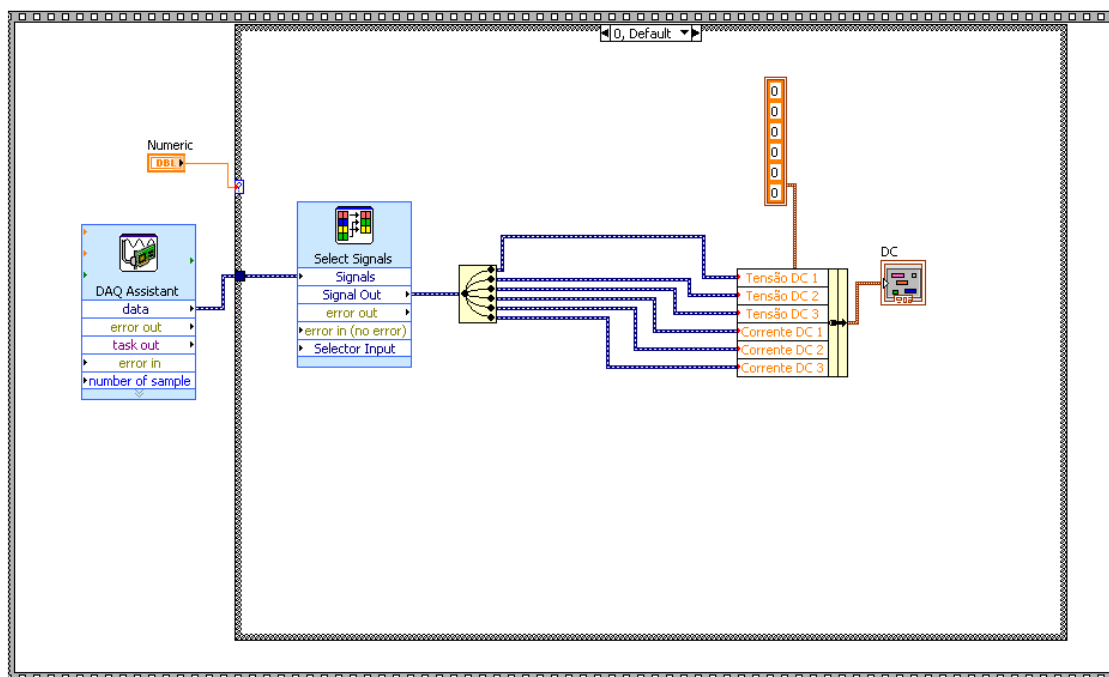 0, Default
Numeric
DBL
?
0
0
0
0
0
0
DAQ Assistant
data
error out
task out
error in
number of sample
Select Signals
Signals
Signal Out
error out
error in (no error)
Selector Input
Tensão DC 1
Tensão DC 2
Tensão DC 3
Corrente DC 1
Corrente DC 2
Corrente DC 3
DC